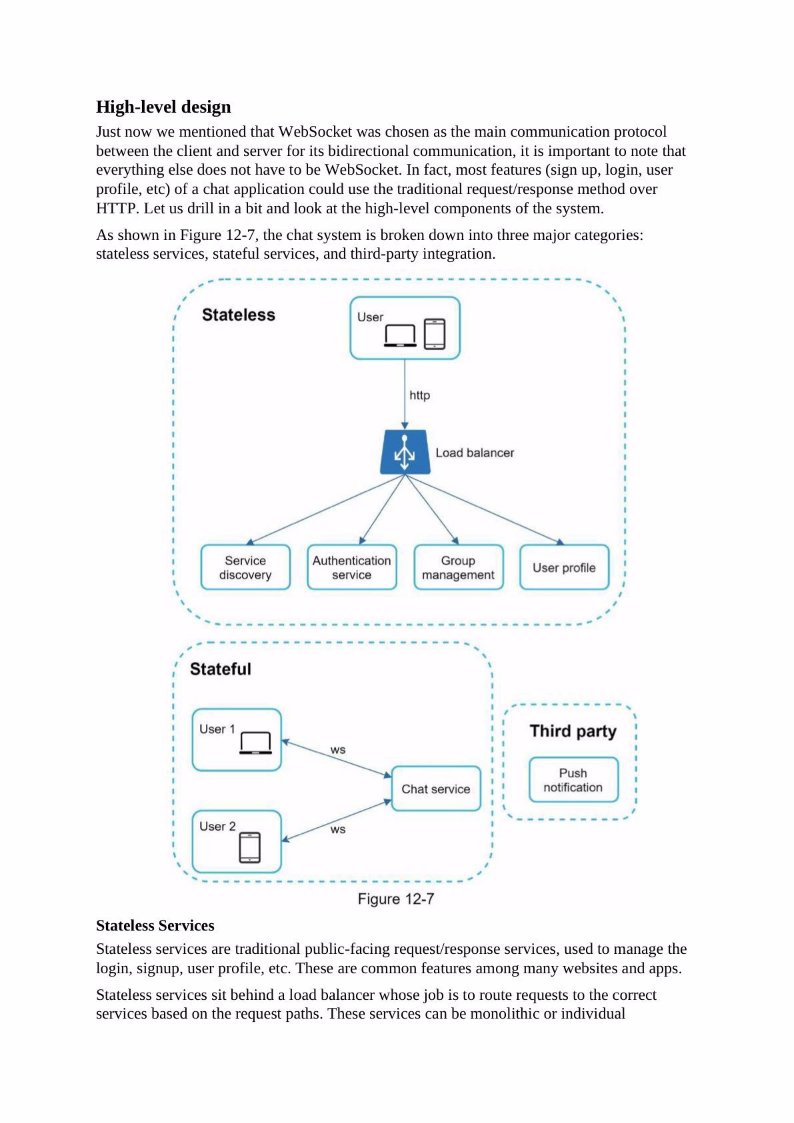 High-level design
Just now we mentioned that WebSocket was chosen as the main communication protocol
between the client and server for its bidirectional communication, it is important to note that
everything else does not have to be WebSocket. In fact, most features (sign up, login, user
profile, etc) of a chat application could use the traditional request/response method over
HTTP. Let us drill in a bit and look at the high-level components of the system.
As shown in Figure 12-7, the chat system is broken down into three major categories:
stateless services, stateful services, and third-party integration.
Stateless
User
http
Load balancer
Service
discovery
Authentication
service
Group
management
User profile
Stateful
User 1
ws
Chat service
User 2
ws
Third party
Push
notification
Figure 12-7
Stateless Services
Stateless services are traditional public-facing request/response services, used to manage the
login, signup, user profile, etc. These are common features among many websites and apps.
Stateless services sit behind a load balancer whose job is to route requests to the correct
services based on the request paths. These services can be monolithic or individual